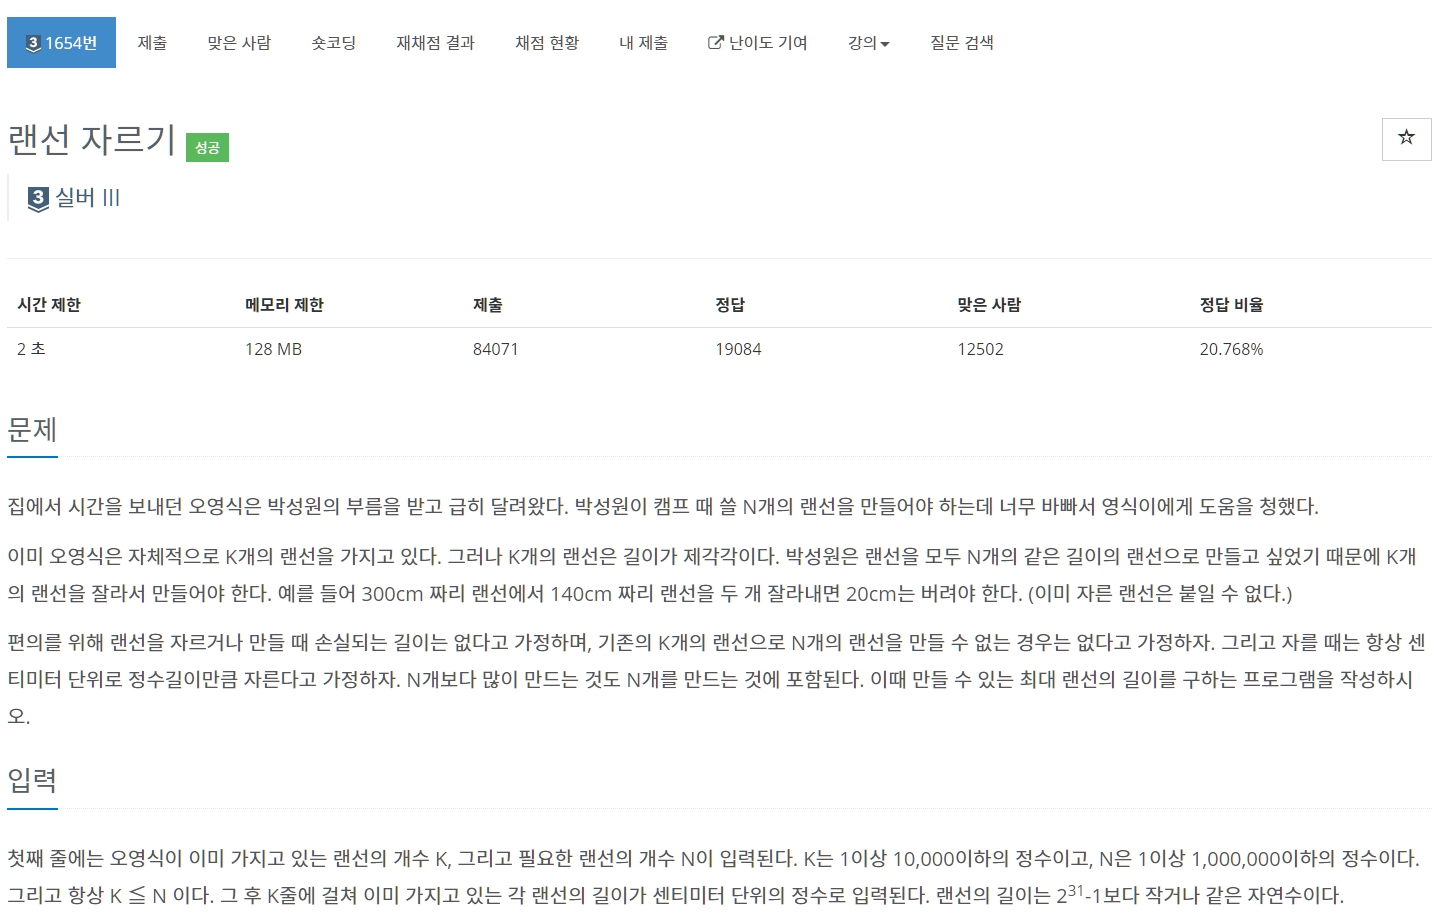 3 1654번 제출 맞은 사람 숏코딩 재채점 결과 채점 현황 내 제출 난이도 기여 강의 질문 검색
랜선 자르기 성공
3 실버 III
시간 제한 메모리 제한 제출 정답 맞은 사람 정답 비율
2 초 128 MB 84071 19084 12502 20.768%
문제
집에서 시간을 보내던 오영식은 박성원의 부름을 받고 급히 달려왔다. 박성원이 캠프 때 쓸 N개의 랜선을 만들어야 하는데 너무 바빠서 영식이에게 도움을 청했다.
이미 오영식은 자체적으로 K개의 랜선을 가지고 있다. 그러나 K개의 랜선은 길이가 제각각이다. 박성원은 랜선을 모두 N개의 같은 길이의 랜선으로 만들고 싶었기 때문에 K개
의 랜선을 잘라서 만들어야 한다. 예를 들어 300cm 짜리 랜선에서 140cm 짜리 랜선을 두 개 잘라내면 20cm는 버려야 한다. (이미 자른 랜선은 붙일 수 없다.)
편의를 위해 랜선을 자르거나 만들 때 손실되는 길이는 없다고 가정하며, 기존의 K개의 랜선으로 N개의 랜선을 만들 수 없는 경우는 없다고 가정하자. 그리고 자를 때는 항상 센
티미터 단위로 정수길이만큼 자른다고 가정하자. N개보다 많이 만드는 것도 N개를 만드는 것에 포함된다. 이때 만들 수 있는 최대 랜선의 길이를 구하는 프로그램을 작성하시
오.
입력
첫째 줄에는 오영식이 이미 가지고 있는 랜선의 개수 K, 그리고 필요한 랜선의 개수 N이 입력된다. K는 1이상 10,000이하의 정수이고, N은 1이상 1,000,000이하의 정수이다.
그리고 항상 K ≦ N 이다. 그 후 K줄에 걸쳐 이미 가지고 있는 각 랜선의 길이가 센티미터 단위의 정수로 입력된다. 랜선의 길이는 2³¹-1보다 작거나 같은 자연수이다.